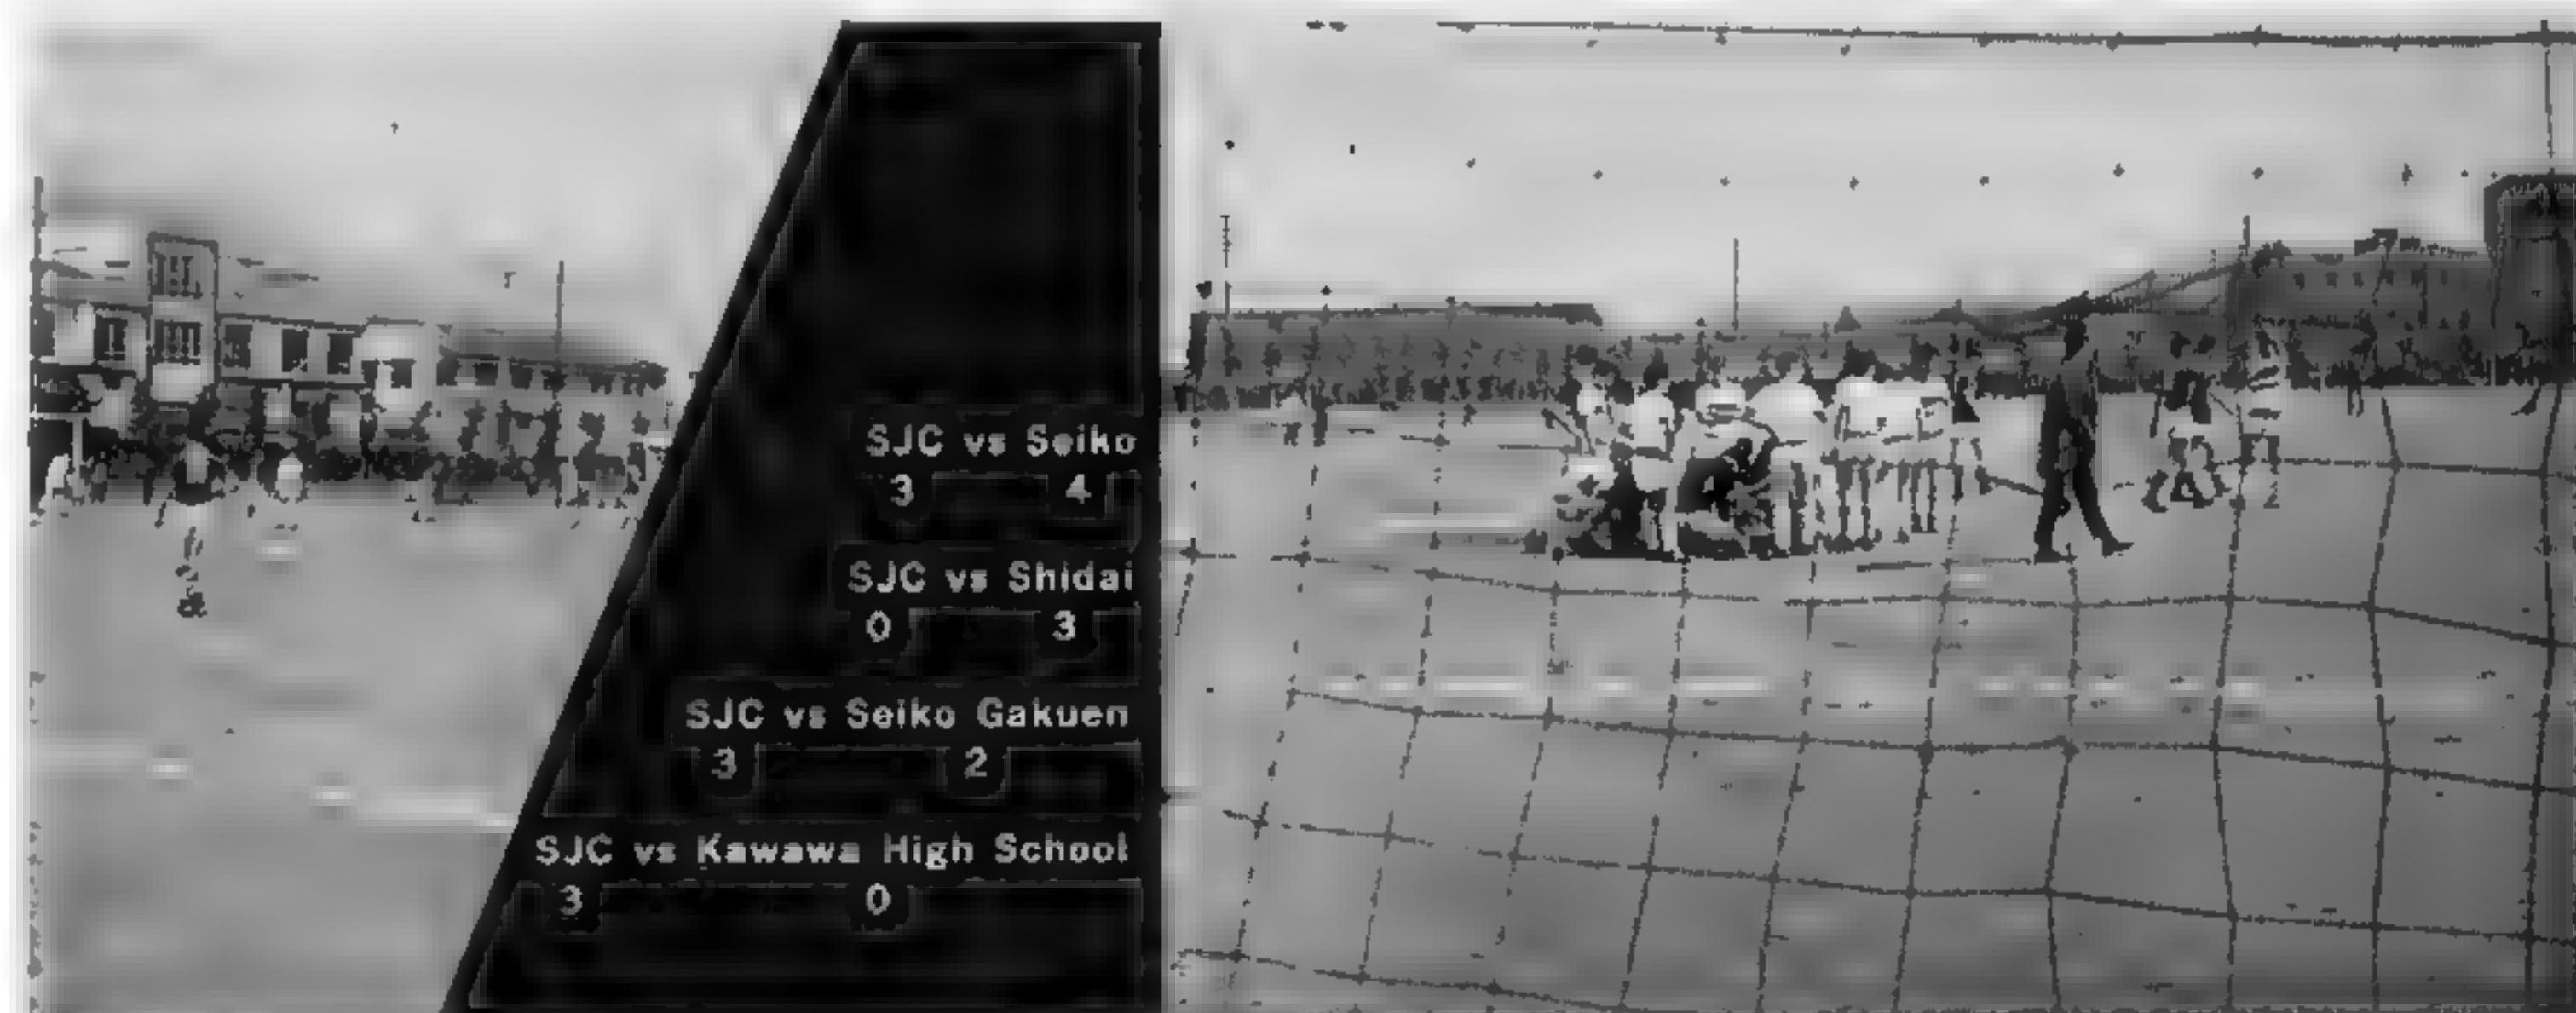 SJC vs Seiko
3 4
SJC vs Shidai
0 3
SJC vs Seiko Gakuen
3 2
SJC vs Kawawa High School
3 0